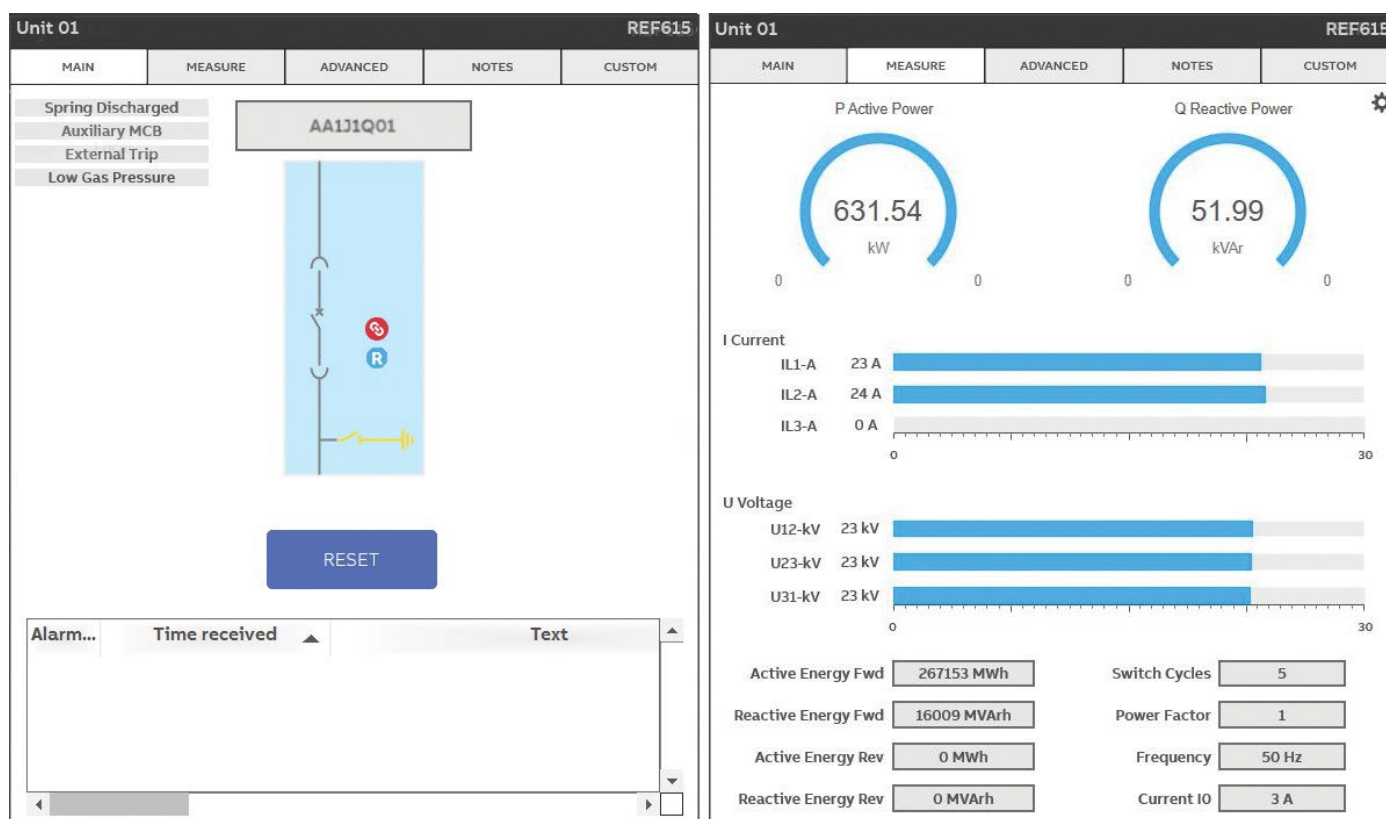 Unit 01 REF615
MAIN MEASURE ADVANCED NOTES CUSTOM
Spring Discharged
Auxiliary MCB
External Trip
Low Gas Pressure
AA1J1Q01
R
RESET
Alarm... Time received Text
Unit 01 REF615
MAIN MEASURE ADVANCED NOTES CUSTOM
P Active Power Q Reactive Power
631.54 51.99
kW kVAr
0 0 0 0
I Current
IL1-A 23 A
IL2-A 24 A
IL3-A 0 A
0 30
U Voltage
U12-kV 23 kV
U23-kV 23 kV
U31-kV 23 kV
0 30
Active Energy Fwd 267153 MWh Switch Cycles 5
Reactive Energy Fwd 16009 MVArh Power Factor 1
Active Energy Rev 0 MWh Frequency 50 Hz
Reactive Energy Rev 0 MVArh Current I0 3 A